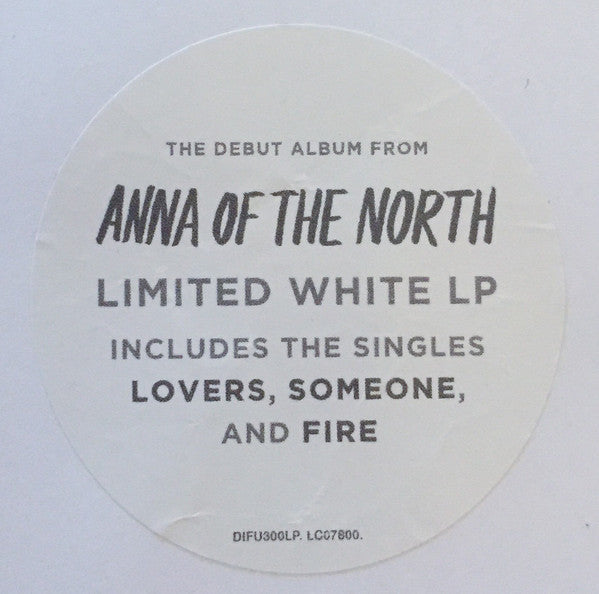 THE DEBUT ALBUM FROM
ANNA OF THE NORTH
LIMITED WHITE LP
INCLUDES THE SINGLES
LOVERS, SOMEONE,
AND FIRE
DIFU300LP. LC07800.